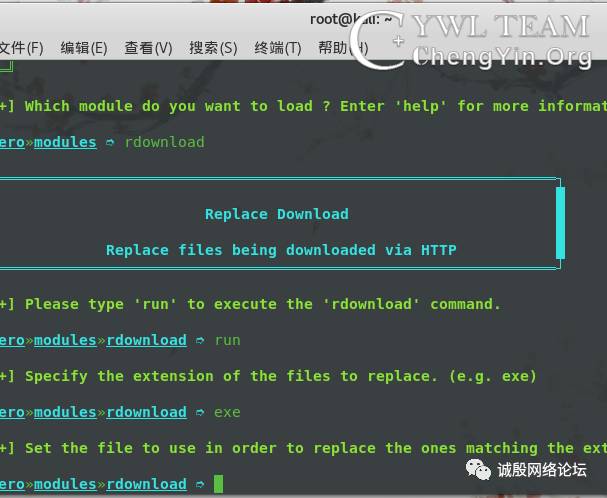 root@kali: ~
文件(F) 编辑(E) 查看(V) 搜索(S) 终端(T) 帮助(H)
CYWL TEAM
ChengYin.Org
+] Which module do you want to load ? Enter 'help' for more informat
ero»modules ➮ rdownload
Replace Download
Replace files being downloaded via HTTP
+] Please type 'run' to execute the 'rdownload' command.
ero»modules»rdownload ➮ run
+] Specify the extension of the files to replace. (e.g. exe)
ero»modules»rdownload ➮ exe
+] Set the file to use in order to replace the ones matching the ext
ero»modules»rdownload ➮
诚殷网络论坛